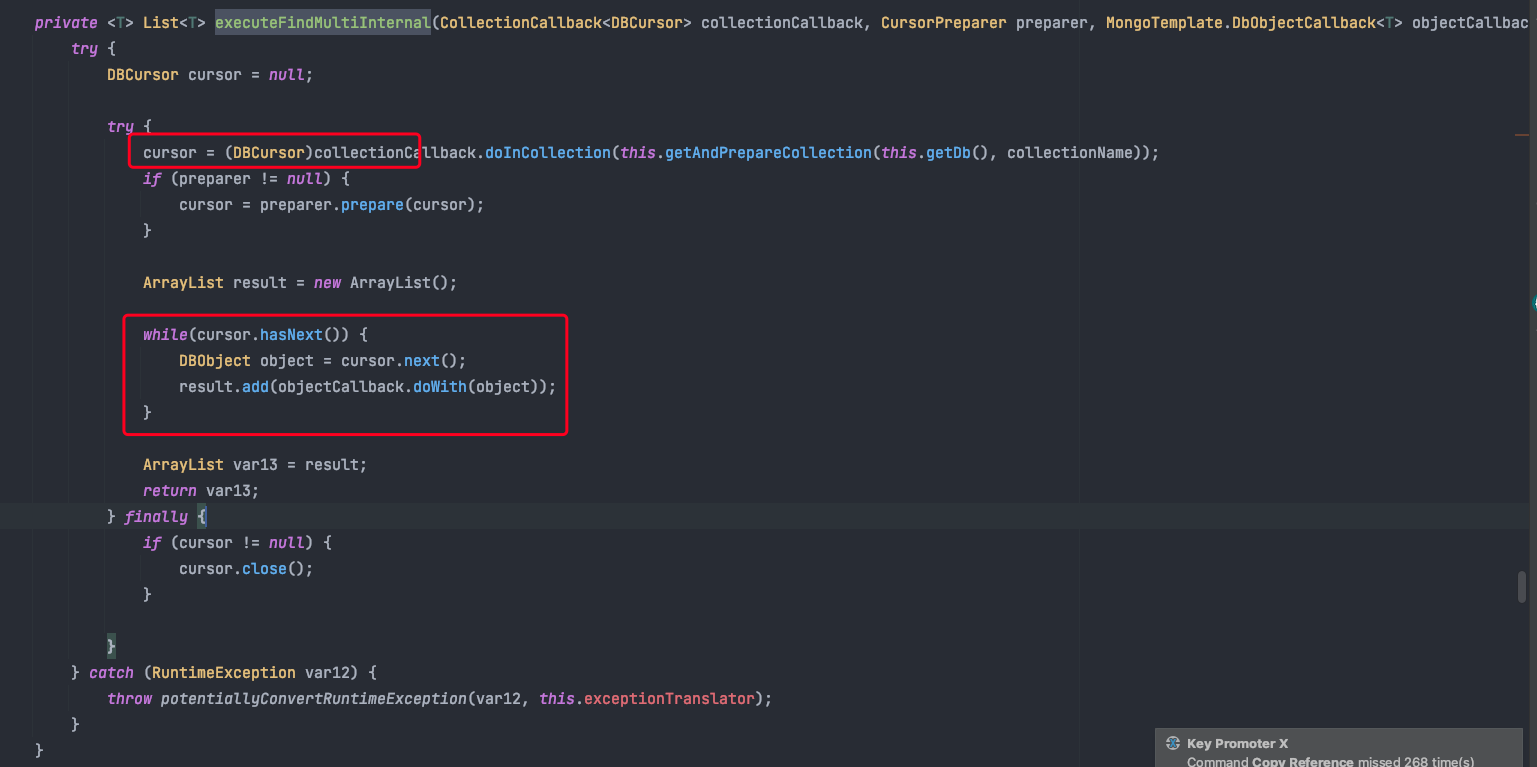 private <T> List<T> executeFindMultiInternal(CollectionCallback<DBCursor> collectionCallback, CursorPreparer preparer, MongoTemplate.DbObjectCallback<T> objectCallbac
try {
DBCursor cursor = null;
try {
cursor = (DBCursor)collectionCallback.doInCollection(this.getAndPrepareCollection(this.getDb(), collectionName));
if (preparer != null) {
cursor = preparer.prepare(cursor);
}
ArrayList result = new ArrayList();
while(cursor.hasNext()) {
DBObject object = cursor.next();
result.add(objectCallback.doWith(object));
}
ArrayList var13 = result;
return var13;
} finally {
if (cursor != null) {
cursor.close();
}
}
} catch (RuntimeException var12) {
throw potentiallyConvertRuntimeException(var12, this.exceptionTranslator);
}
}
Key Promoter X
Command Copy Reference missed 268 time(s)